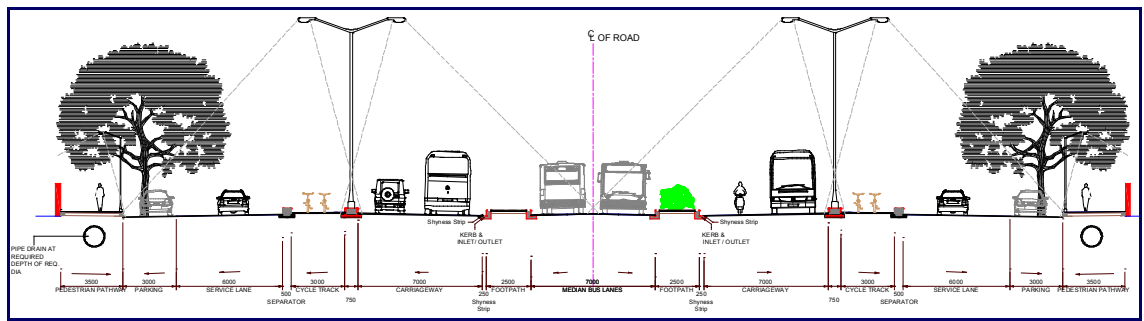 ℄ OF ROAD
Shyness Strip
KERB &
INLET/ OUTLET
Shyness Strip
KERB &
INLET / OUTLET
PIPE DRAIN AT
REQUIRED
DEPTH OF REQ.
DIA
3500
PEDESTRIAN PATHWAY
3000
PARKING
6000
SERVICE LANE
500
SEPARATOR
3000
CYCLE TRACK
750
7000
CARRIAGEWAY
250
Shyness
Strip
2500
FOOTPATH
7000
MEDIAN BUS LANES
2500
FOOTPATH
250
Shyness
Strip
7000
CARRIAGEWAY
750
3000
CYCLE TRACK
500
SEPARATOR
6000
SERVICE LANE
3000
PARKING
3500
PEDESTRIAN PATHWAY